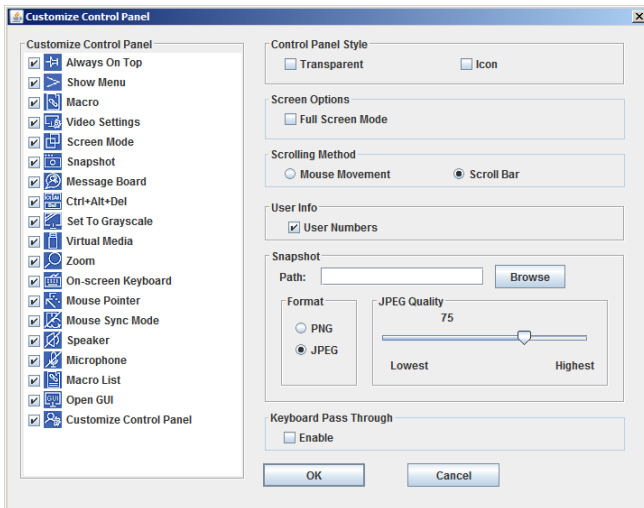 Customize Control Panel
Customize Control Panel
Always On Top
Show Menu
Macro
Video Settings
Screen Mode
Snapshot
Message Board
Ctrl+Alt+Del
Set To Grayscale
Virtual Media
Zoom
On-screen Keyboard
Mouse Pointer
Mouse Sync Mode
Speaker
Microphone
Macro List
GUI Open GUI
Customize Control Panel
Control Panel Style
Transparent Icon
Screen Options
Full Screen Mode
Scrolling Method
Mouse Movement Scroll Bar
User Info
User Numbers
Snapshot
Path: Browse
Format
PNG
JPEG
JPEG Quality
75
Lowest Highest
Keyboard Pass Through
Enable
OK Cancel